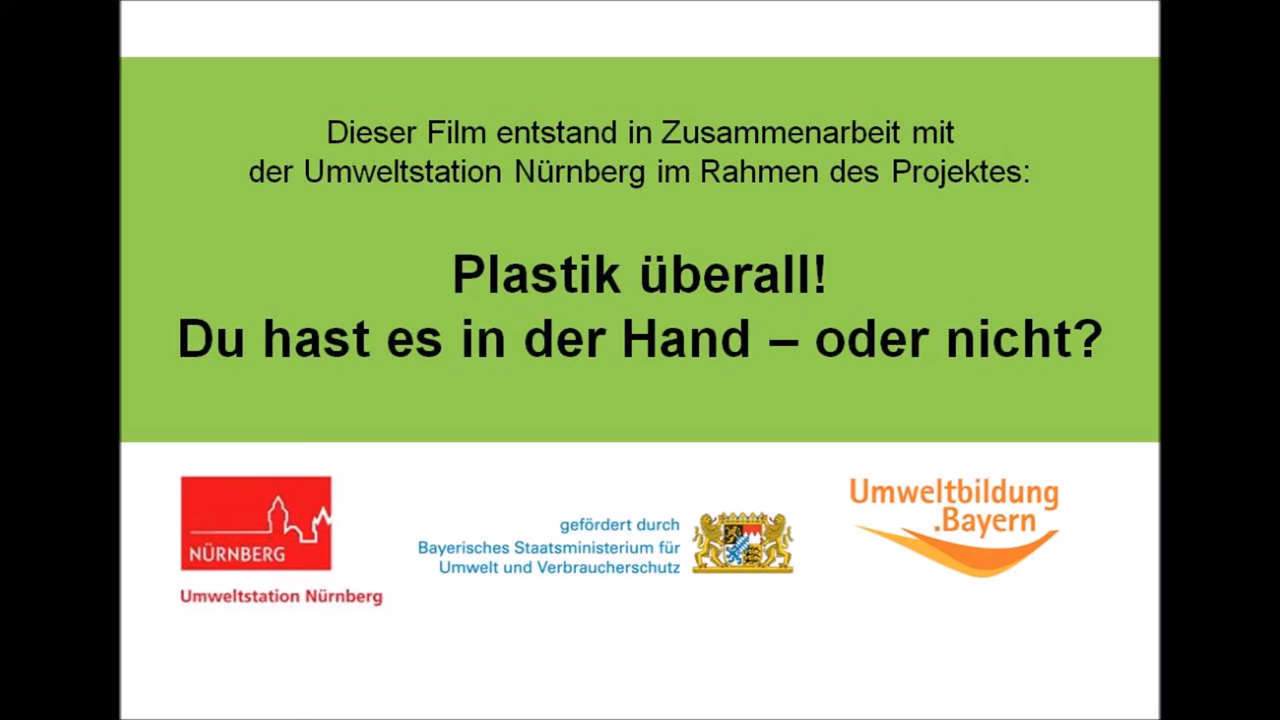 Dieser Film entstand in Zusammenarbeit mit
der Umweltstation Nürnberg im Rahmen des Projektes:
Plastik überall!
Du hast es in der Hand – oder nicht?
NÜRNBERG
Umweltstation Nürnberg
gefördert durch
Bayerisches Staatsministerium für
Umwelt und Verbraucherschutz
Umweltbildung
.Bayern